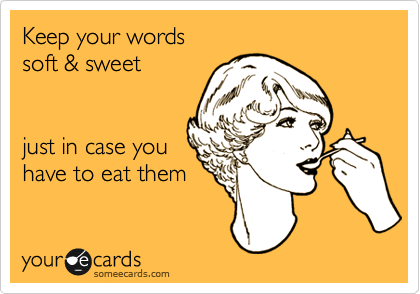 Keep your words
soft & sweet
just in case you
have to eat them
your e cards
someecards.com